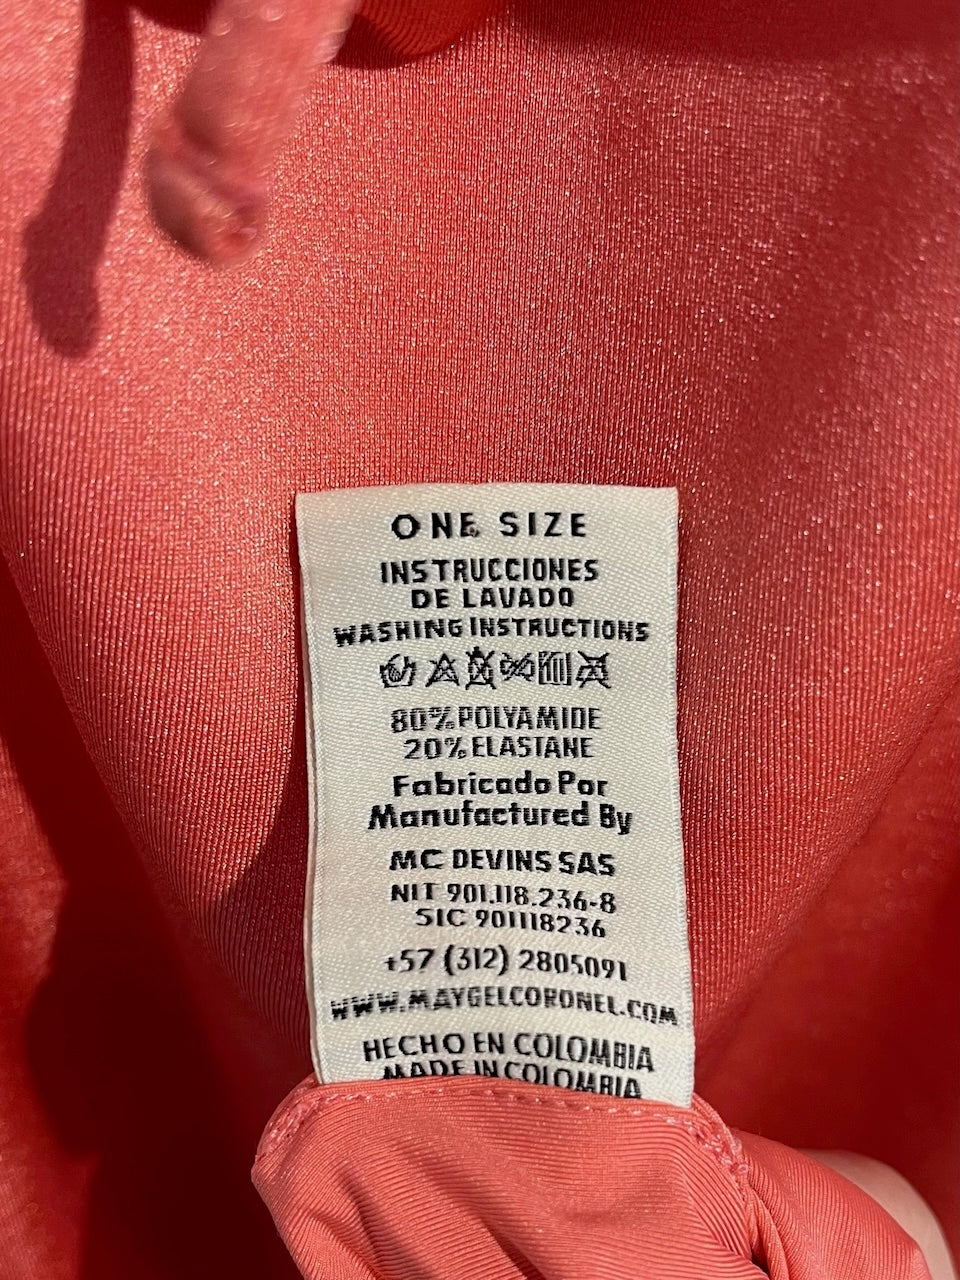 ONE SIZE
INSTRUCCIONES
DE LAVADO
WASHING INSTRUCTIONS
80% POLYAMIDE
20% ELASTANE
Fabricado Por
Manufactured By
MC DEVINS SAS
NIT 901.118.236-8
SIC 901118236
+57 (312) 2805091
WWW.MAYGELCORONEL.COM
HECHO EN COLOMBIA
MADE IN COLOMBIA